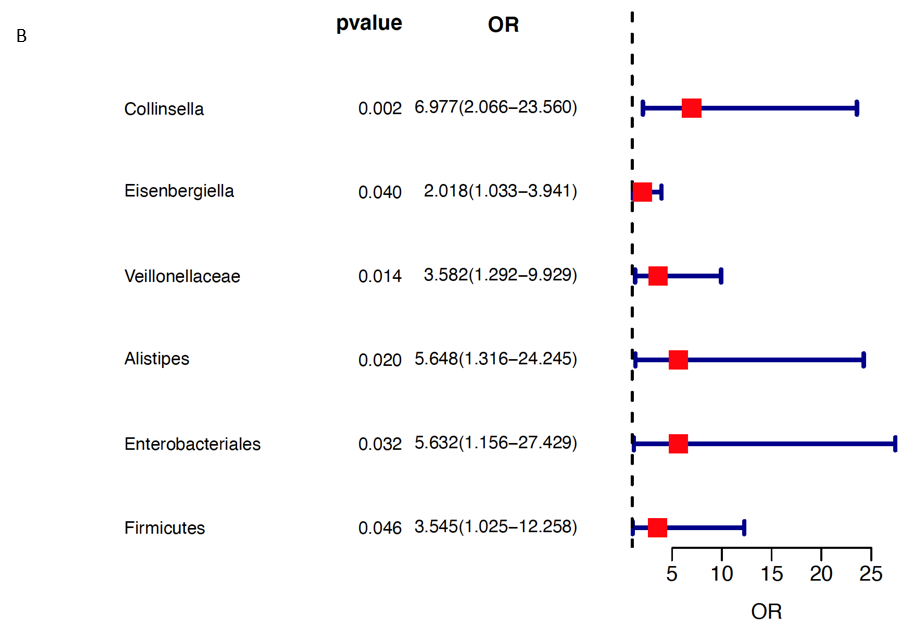 B
pvalue OR
Collinsella 0.002 6.977(2.066−23.560)
Eisenbergiella 0.040 2.018(1.033−3.941)
Veillonellaceae 0.014 3.582(1.292−9.929)
Alistipes 0.020 5.648(1.316−24.245)
Enterobacteriales 0.032 5.632(1.156−27.429)
Firmicutes 0.046 3.545(1.025−12.258)
5 10 15 20 25
OR